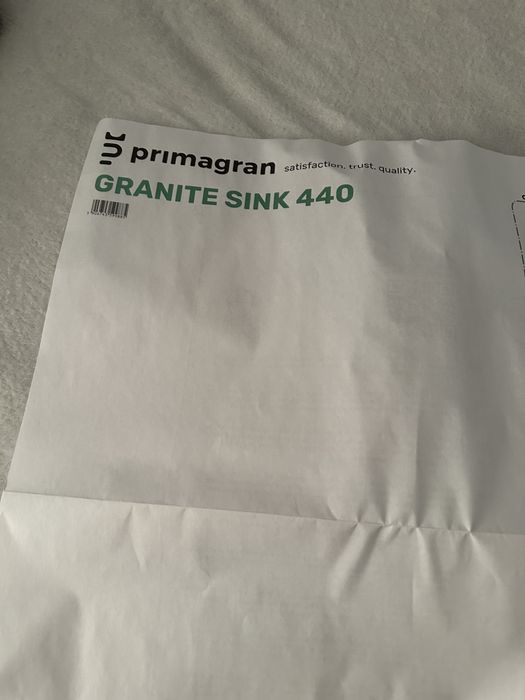 primagran satisfaction. trust. quality.
GRANITE SINK 440